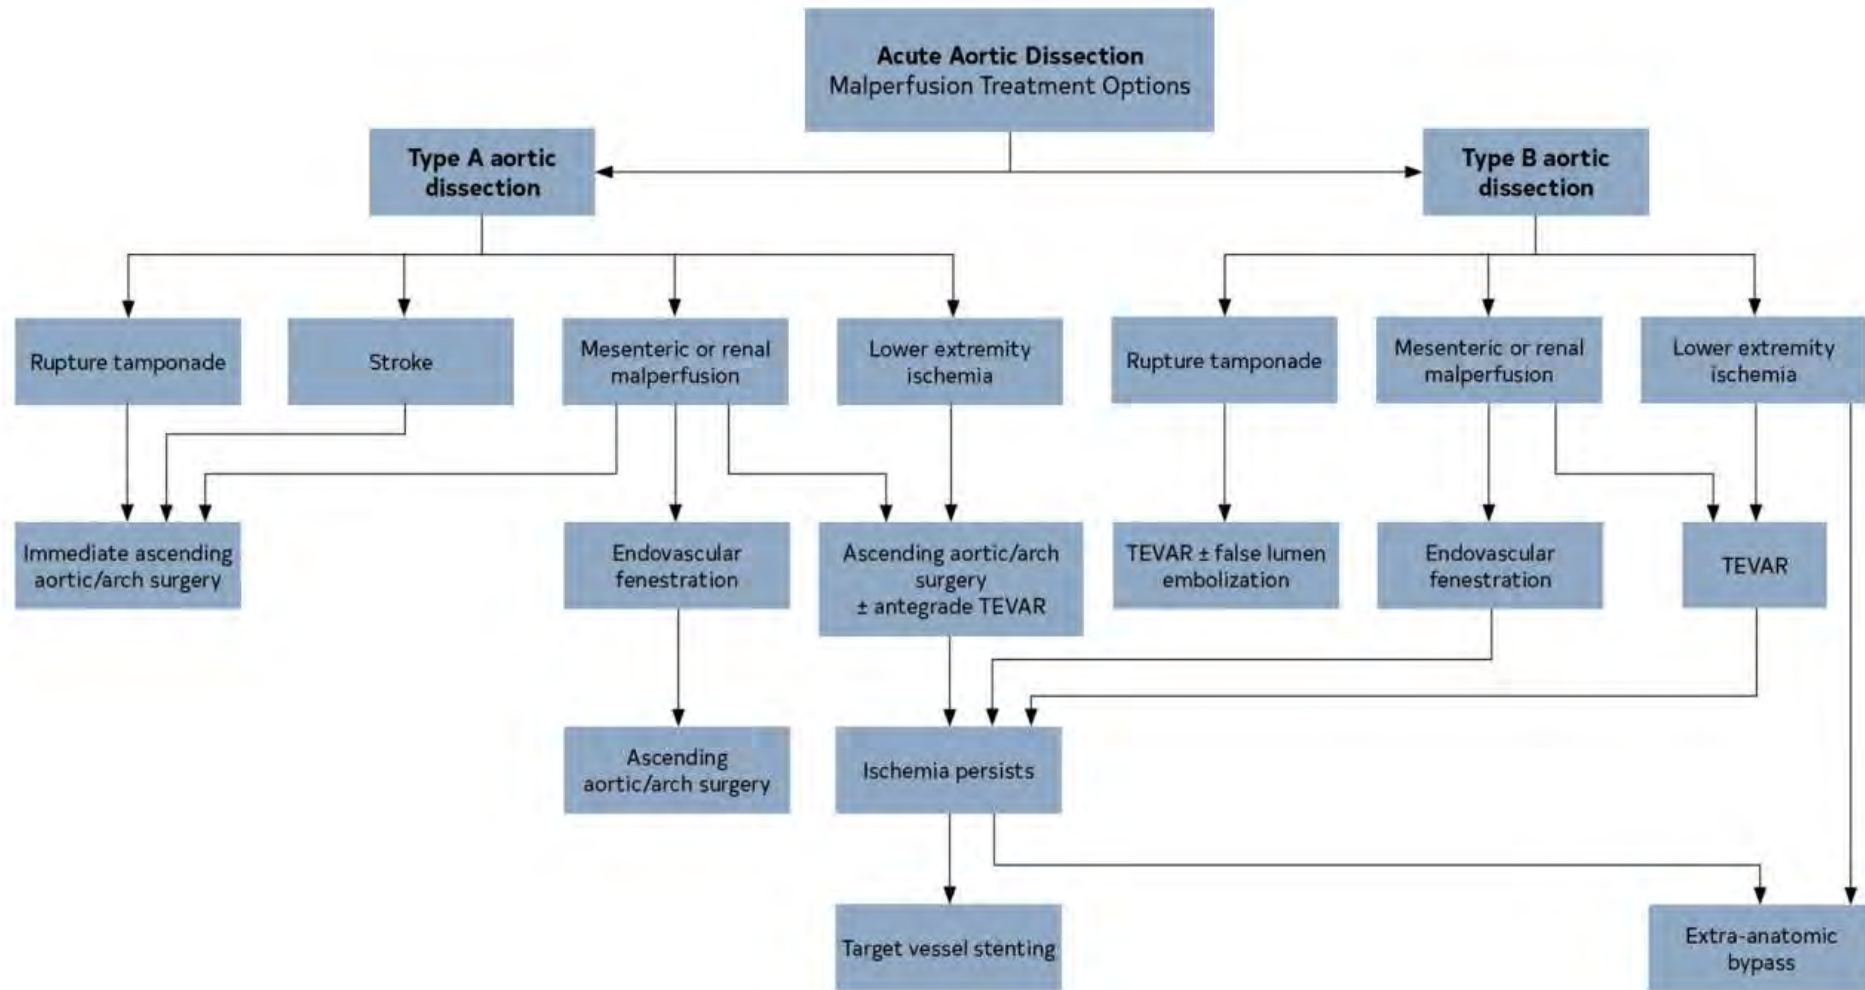 Acute Aortic Dissection
Malperfusion Treatment Options
Type A aortic
dissection
Type B aortic
dissection
Rupture tamponade
Stroke
Mesenteric or renal
malperfusion
Lower extremity
ischemia
Rupture tamponade
Mesenteric or renal
malperfusion
Lower extremity
ischemia
Immediate ascending
aortic/arch surgery
Endovascular
fenestration
Ascending aortic/arch
surgery
± antegrade TEVAR
TEVAR ± false lumen
embolization
Endovascular
fenestration
TEVAR
Ascending
aortic/arch surgery
Ischemia persists
Target vessel stenting
Extra-anatomic
bypass